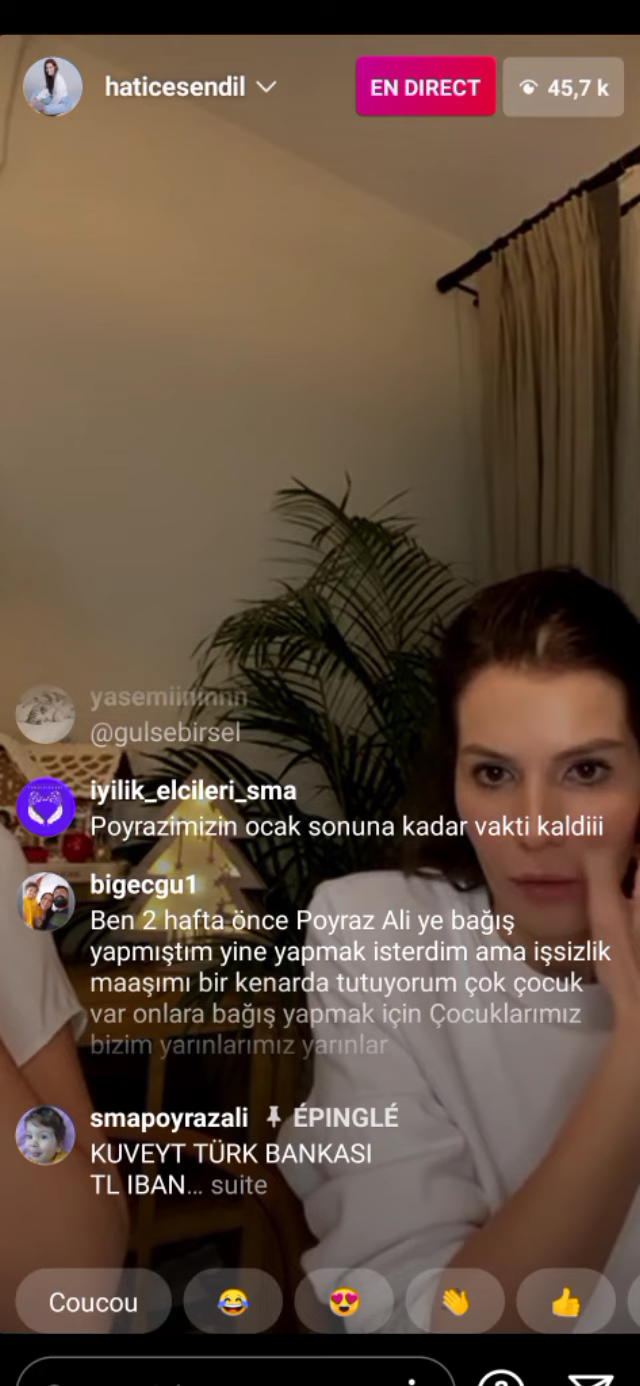 haticesendil
EN DIRECT
45,7 k
yasemiinınnn
@gulsebirsel
iyilik_elcileri_sma
Poyrazimizin ocak sonuna kadar vakti kaldiii
bigecgu1
Ben 2 hafta önce Poyraz Ali ye bağış
yapmıştım yine yapmak isterdim ama işsizlik
maaşımı bir kenarda tutuyorum çok çocuk
var onlara bağış yapmak için Çocuklarımız
bizim yarınlarımız yarınlar
smapoyrazali ÉPINGLÉ
KUVEYT TÜRK BANKASI
TL IBAN... suite
Coucou